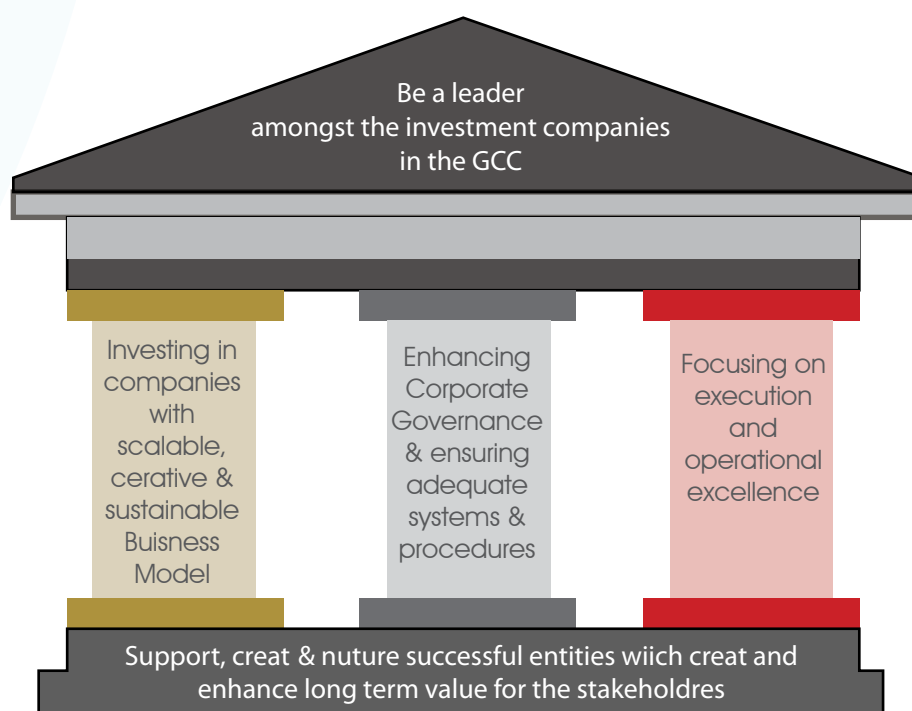 Be a leader
amongst the investment companies
in the GCC
Investing in
companies
with
scalable,
cerative &
sustainable
Buisness
Model
Enhancing
Corporate
Governance
& ensuring
adequate
systems &
procedures
Focusing on
execution
and
operational
excellence
Support, creat & nuture successful entities wiich creat and
enhance long term value for the stakeholdres